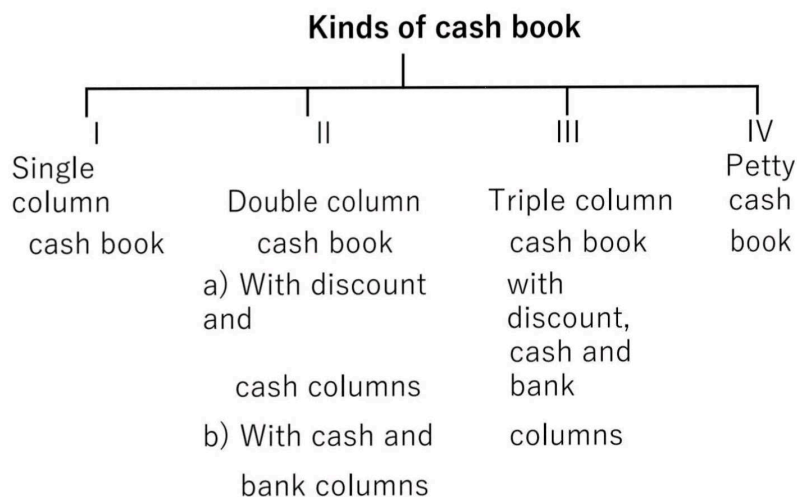 Kinds of cash book
I
Single
column
cash book
II
Double column
cash book
a) With discount
and
cash columns
b) With cash and
bank columns
III
Triple column
cash book
with
discount,
cash and
bank
columns
IV
Petty
cash
book